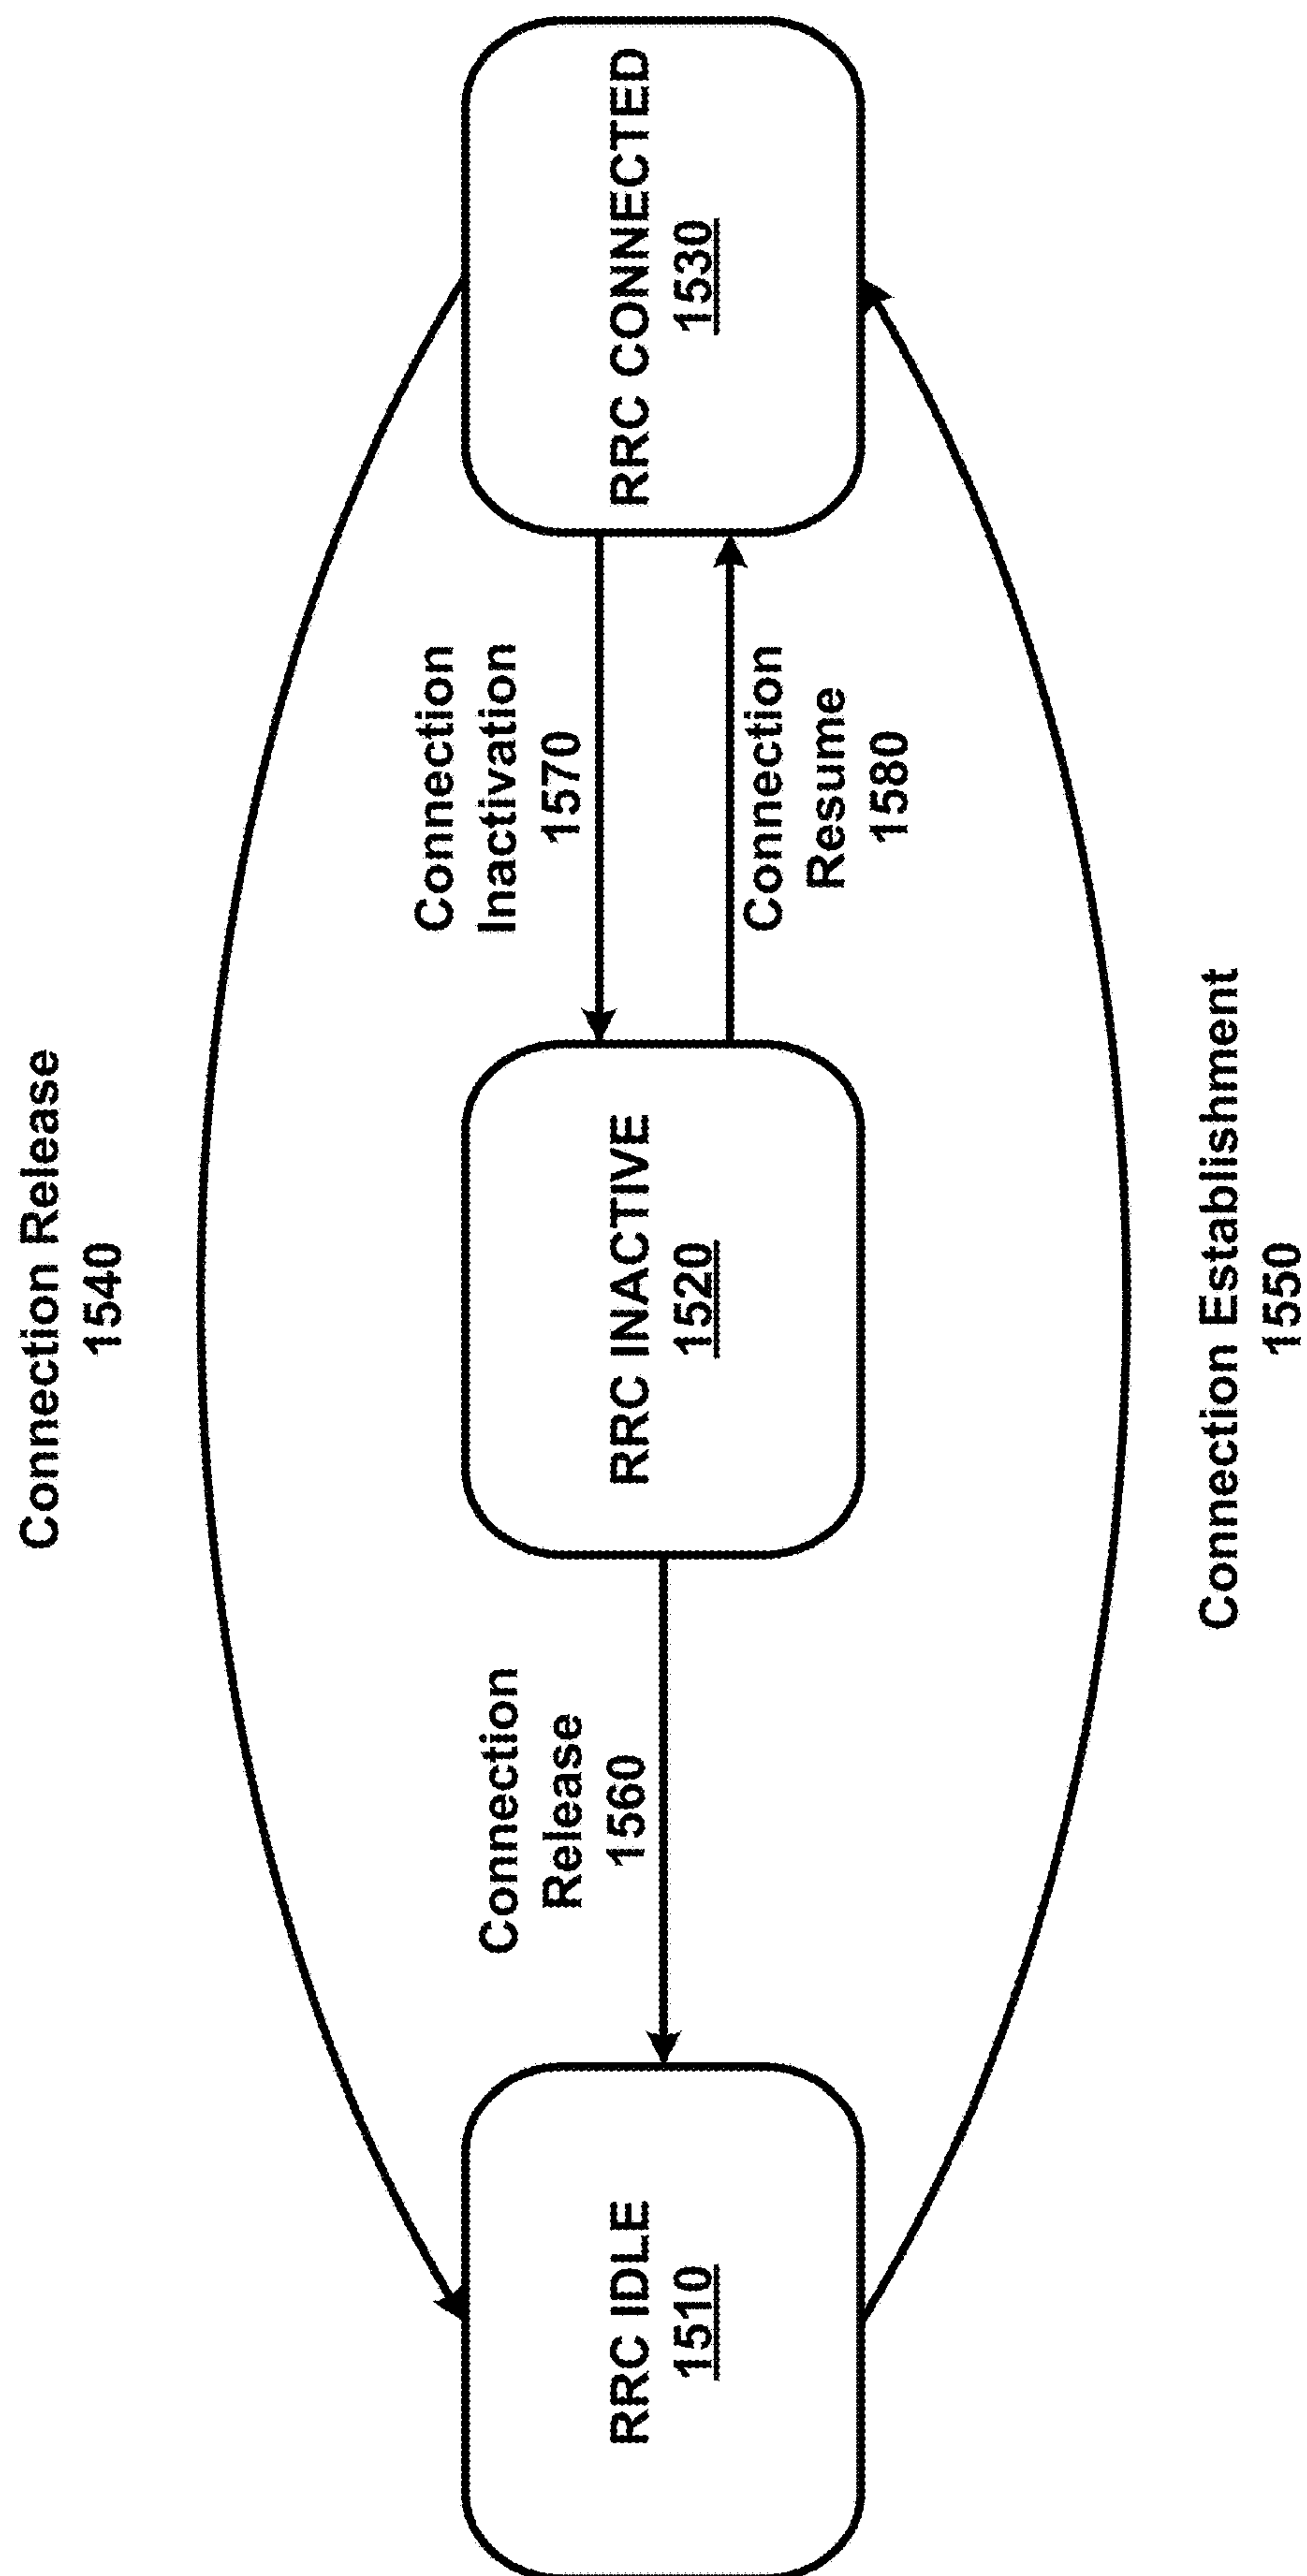 Connection Release
1540
RRC IDLE
1510
Connection
Release
1560
RRC INACTIVE
1520
Connection
Inactivation
1570
Connection
Resume
1580
RRC CONNECTED
1530
Connection Establishment
1550